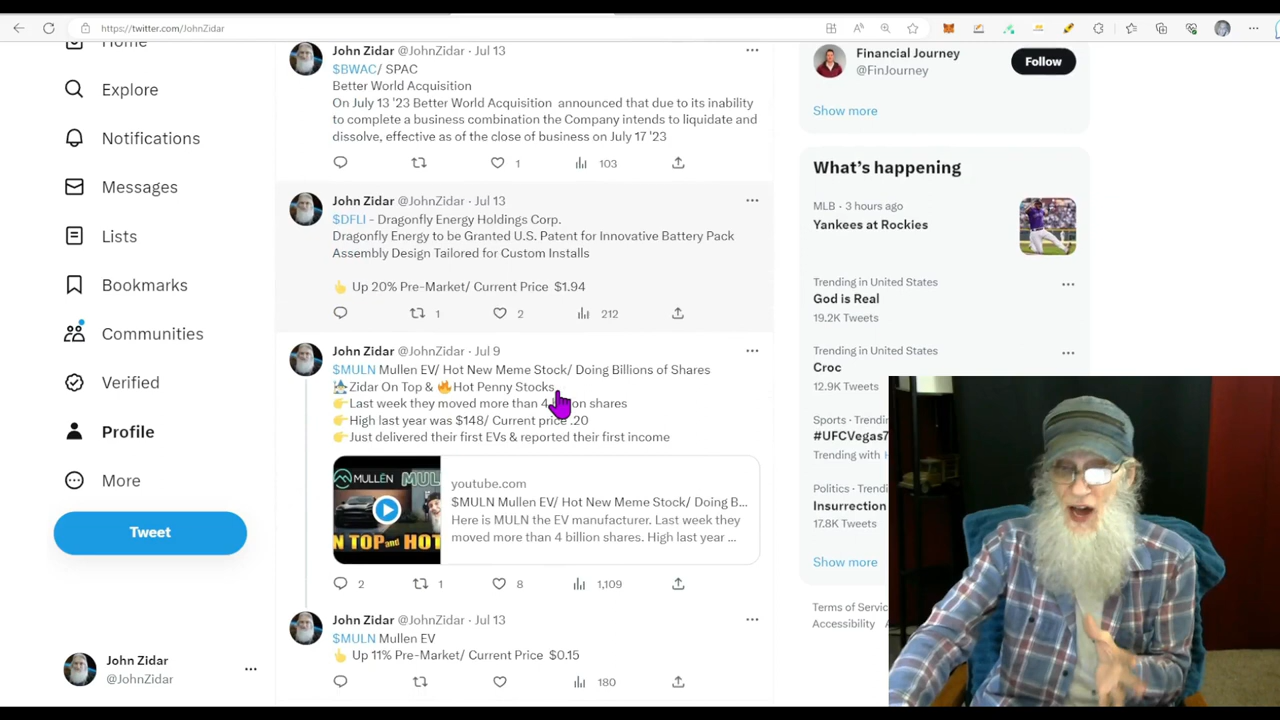 https://twitter.com/JohnZidar
Home
Explore
Notifications
Messages
Lists
Bookmarks
Communities
Verified
Profile
More
Tweet
John Zidar
@JohnZidar
John Zidar @JohnZidar · Jul 13
$BWAC/ SPAC
Better World Acquisition
On July 13 '23 Better World Acquisition announced that due to its inability
to complete a business combination the Company intends to liquidate and
dissolve, effective as of the close of business on July 17 '23
1
103
John Zidar @JohnZidar · Jul 13
$DFLI - Dragonfly Energy Holdings Corp.
Dragonfly Energy to be Granted U.S. Patent for Innovative Battery Pack
Assembly Design Tailored for Custom Installs
👆 Up 20% Pre-Market/ Current Price $1.94
1
2
212
John Zidar @JohnZidar · Jul 9
$MULN Mullen EV/ Hot New Meme Stock/ Doing Billions of Shares
Zidar On Top & 🔥Hot Penny Stocks
👉Last week they moved more than 4 billion shares
👉High last year was $148/ Current price .20
👉Just delivered their first EVs & reported their first income
MULLEN MUL
N TOP and HOT
youtube.com
$MULN Mullen EV/ Hot New Meme Stock/ Doing B...
Here is MULN the EV manufacturer. Last week they
moved more than 4 billion shares. High last year ...
2
1
8
1,109
John Zidar @JohnZidar · Jul 13
$MULN Mullen EV
👆 Up 11% Pre-Market/ Current Price $0.15
180
Financial Journey
@FinJourney
Follow
Show more
What's happening
MLB · 3 hours ago
Yankees at Rockies
Trending in United States
God is Real
19.2K Tweets
Trending in United States
Croc
12.9K Tweets
Sports · Trendi
#UFCVegas7
Trending with
Politics · Trend
Insurrection
17.8K Tweets
Show more
Terms of Servic
Accessibility